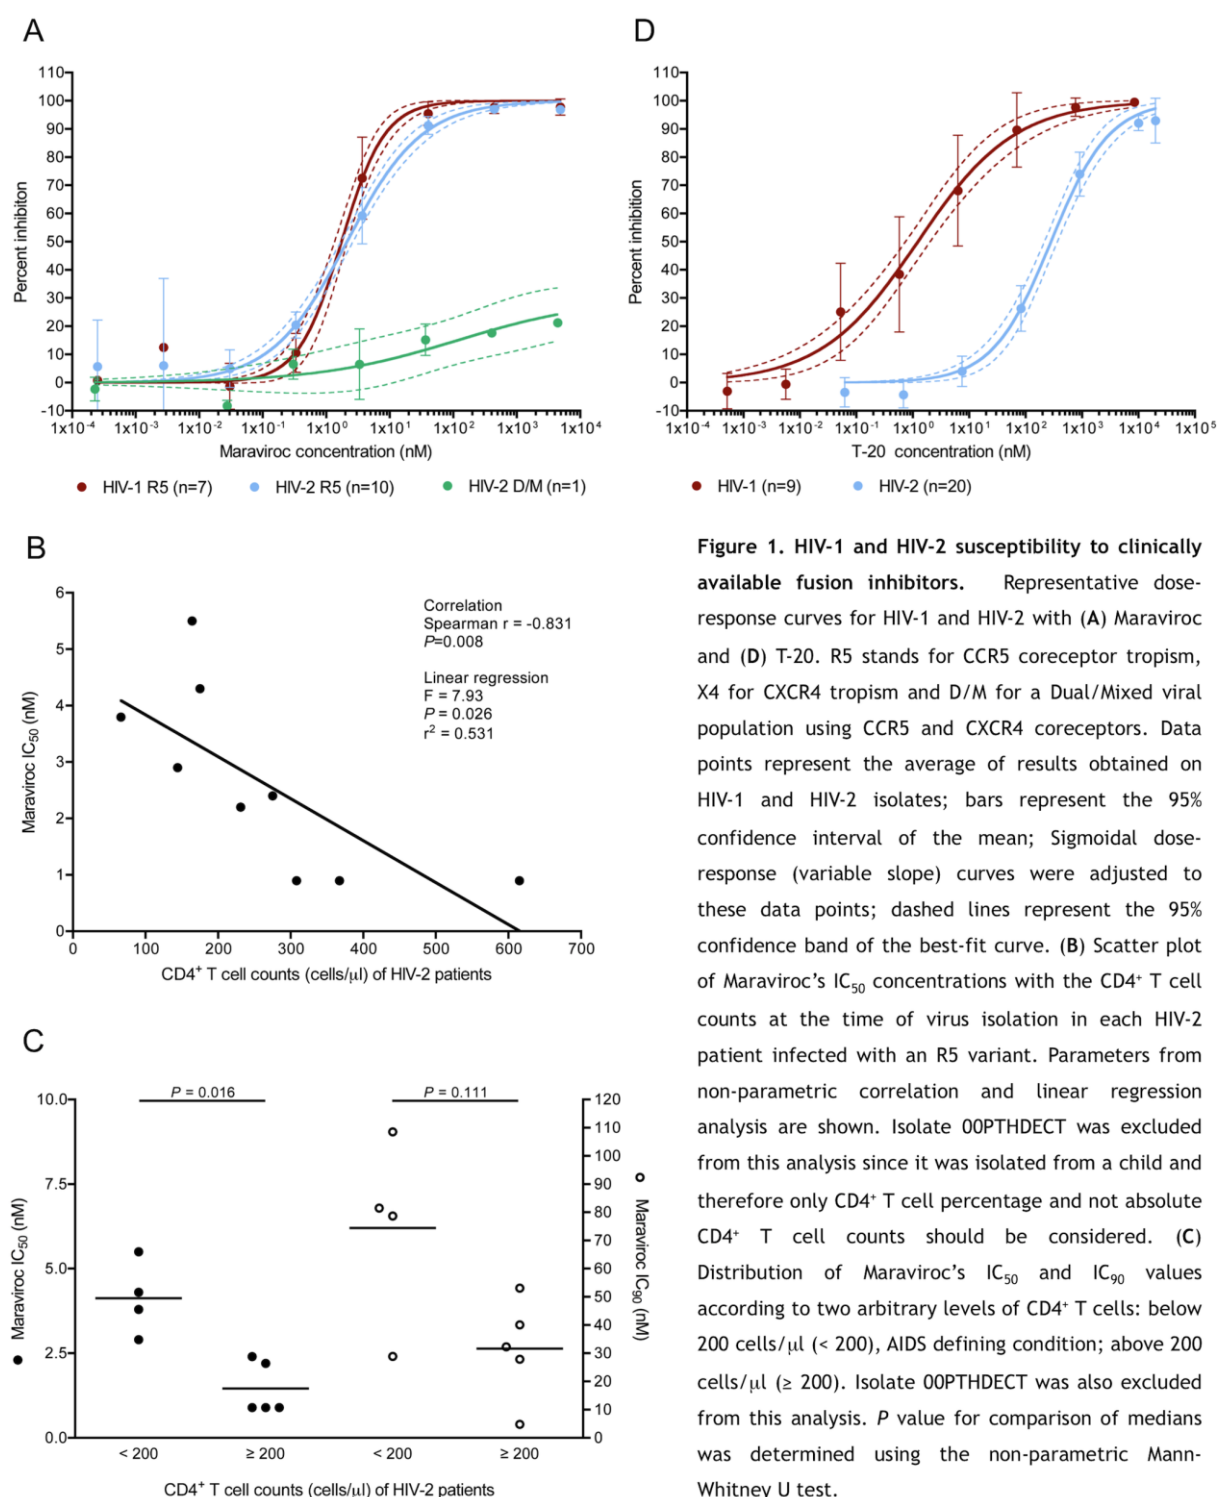 A
110
100
90
80
70
60
50
40
30
20
10
0
-10
Percent inhibiton
1x10⁻⁴ 1x10⁻³ 1x10⁻² 1x10⁻¹ 1x10⁰ 1x10¹ 1x10² 1x10³ 1x10⁴
Maraviroc concentration (nM)
HIV-1 R5 (n=7) HIV-2 R5 (n=10) HIV-2 D/M (n=1)
D
110
100
90
80
70
60
50
40
30
20
10
0
-10
Percent inhibition
1x10⁻⁴ 1x10⁻³ 1x10⁻² 1x10⁻¹ 1x10⁰ 1x10¹ 1x10² 1x10³ 1x10⁴ 1x10⁵
T-20 concentration (nM)
HIV-1 (n=9) HIV-2 (n=20)
B
6
5
4
3
2
1
0
Maraviroc IC₅₀ (nM)
Correlation
Spearman r = -0.831
P=0.008
Linear regression
F = 7.93
P = 0.026
r² = 0.531
0 100 200 300 400 500 600 700
CD4⁺ T cell counts (cells/μl) of HIV-2 patients
C
P = 0.016 P = 0.111
10.0
7.5
5.0
2.5
0.0
Maraviroc IC₅₀ (nM)
120
110
100
90
80
70
60
50
40
30
20
10
0
Maraviroc IC₉₀ (nM)
< 200 ≥ 200 < 200 ≥ 200
CD4⁺ T cell counts (cells/μl) of HIV-2 patients
Figure 1. HIV-1 and HIV-2 susceptibility to clinically
available fusion inhibitors. Representative dose-
response curves for HIV-1 and HIV-2 with (A) Maraviroc
and (D) T-20. R5 stands for CCR5 coreceptor tropism,
X4 for CXCR4 tropism and D/M for a Dual/Mixed viral
population using CCR5 and CXCR4 coreceptors. Data
points represent the average of results obtained on
HIV-1 and HIV-2 isolates; bars represent the 95%
confidence interval of the mean; Sigmoidal dose-
response (variable slope) curves were adjusted to
these data points; dashed lines represent the 95%
confidence band of the best-fit curve. (B) Scatter plot
of Maraviroc's IC₅₀ concentrations with the CD4⁺ T cell
counts at the time of virus isolation in each HIV-2
patient infected with an R5 variant. Parameters from
non-parametric correlation and linear regression
analysis are shown. Isolate 00PTHDECT was excluded
from this analysis since it was isolated from a child and
therefore only CD4⁺ T cell percentage and not absolute
CD4⁺ T cell counts should be considered. (C)
Distribution of Maraviroc's IC₅₀ and IC₉₀ values
according to two arbitrary levels of CD4⁺ T cells: below
200 cells/μl (< 200), AIDS defining condition; above 200
cells/μl (≥ 200). Isolate 00PTHDECT was also excluded
from this analysis. P value for comparison of medians
was determined using the non-parametric Mann-
Whitney U test.